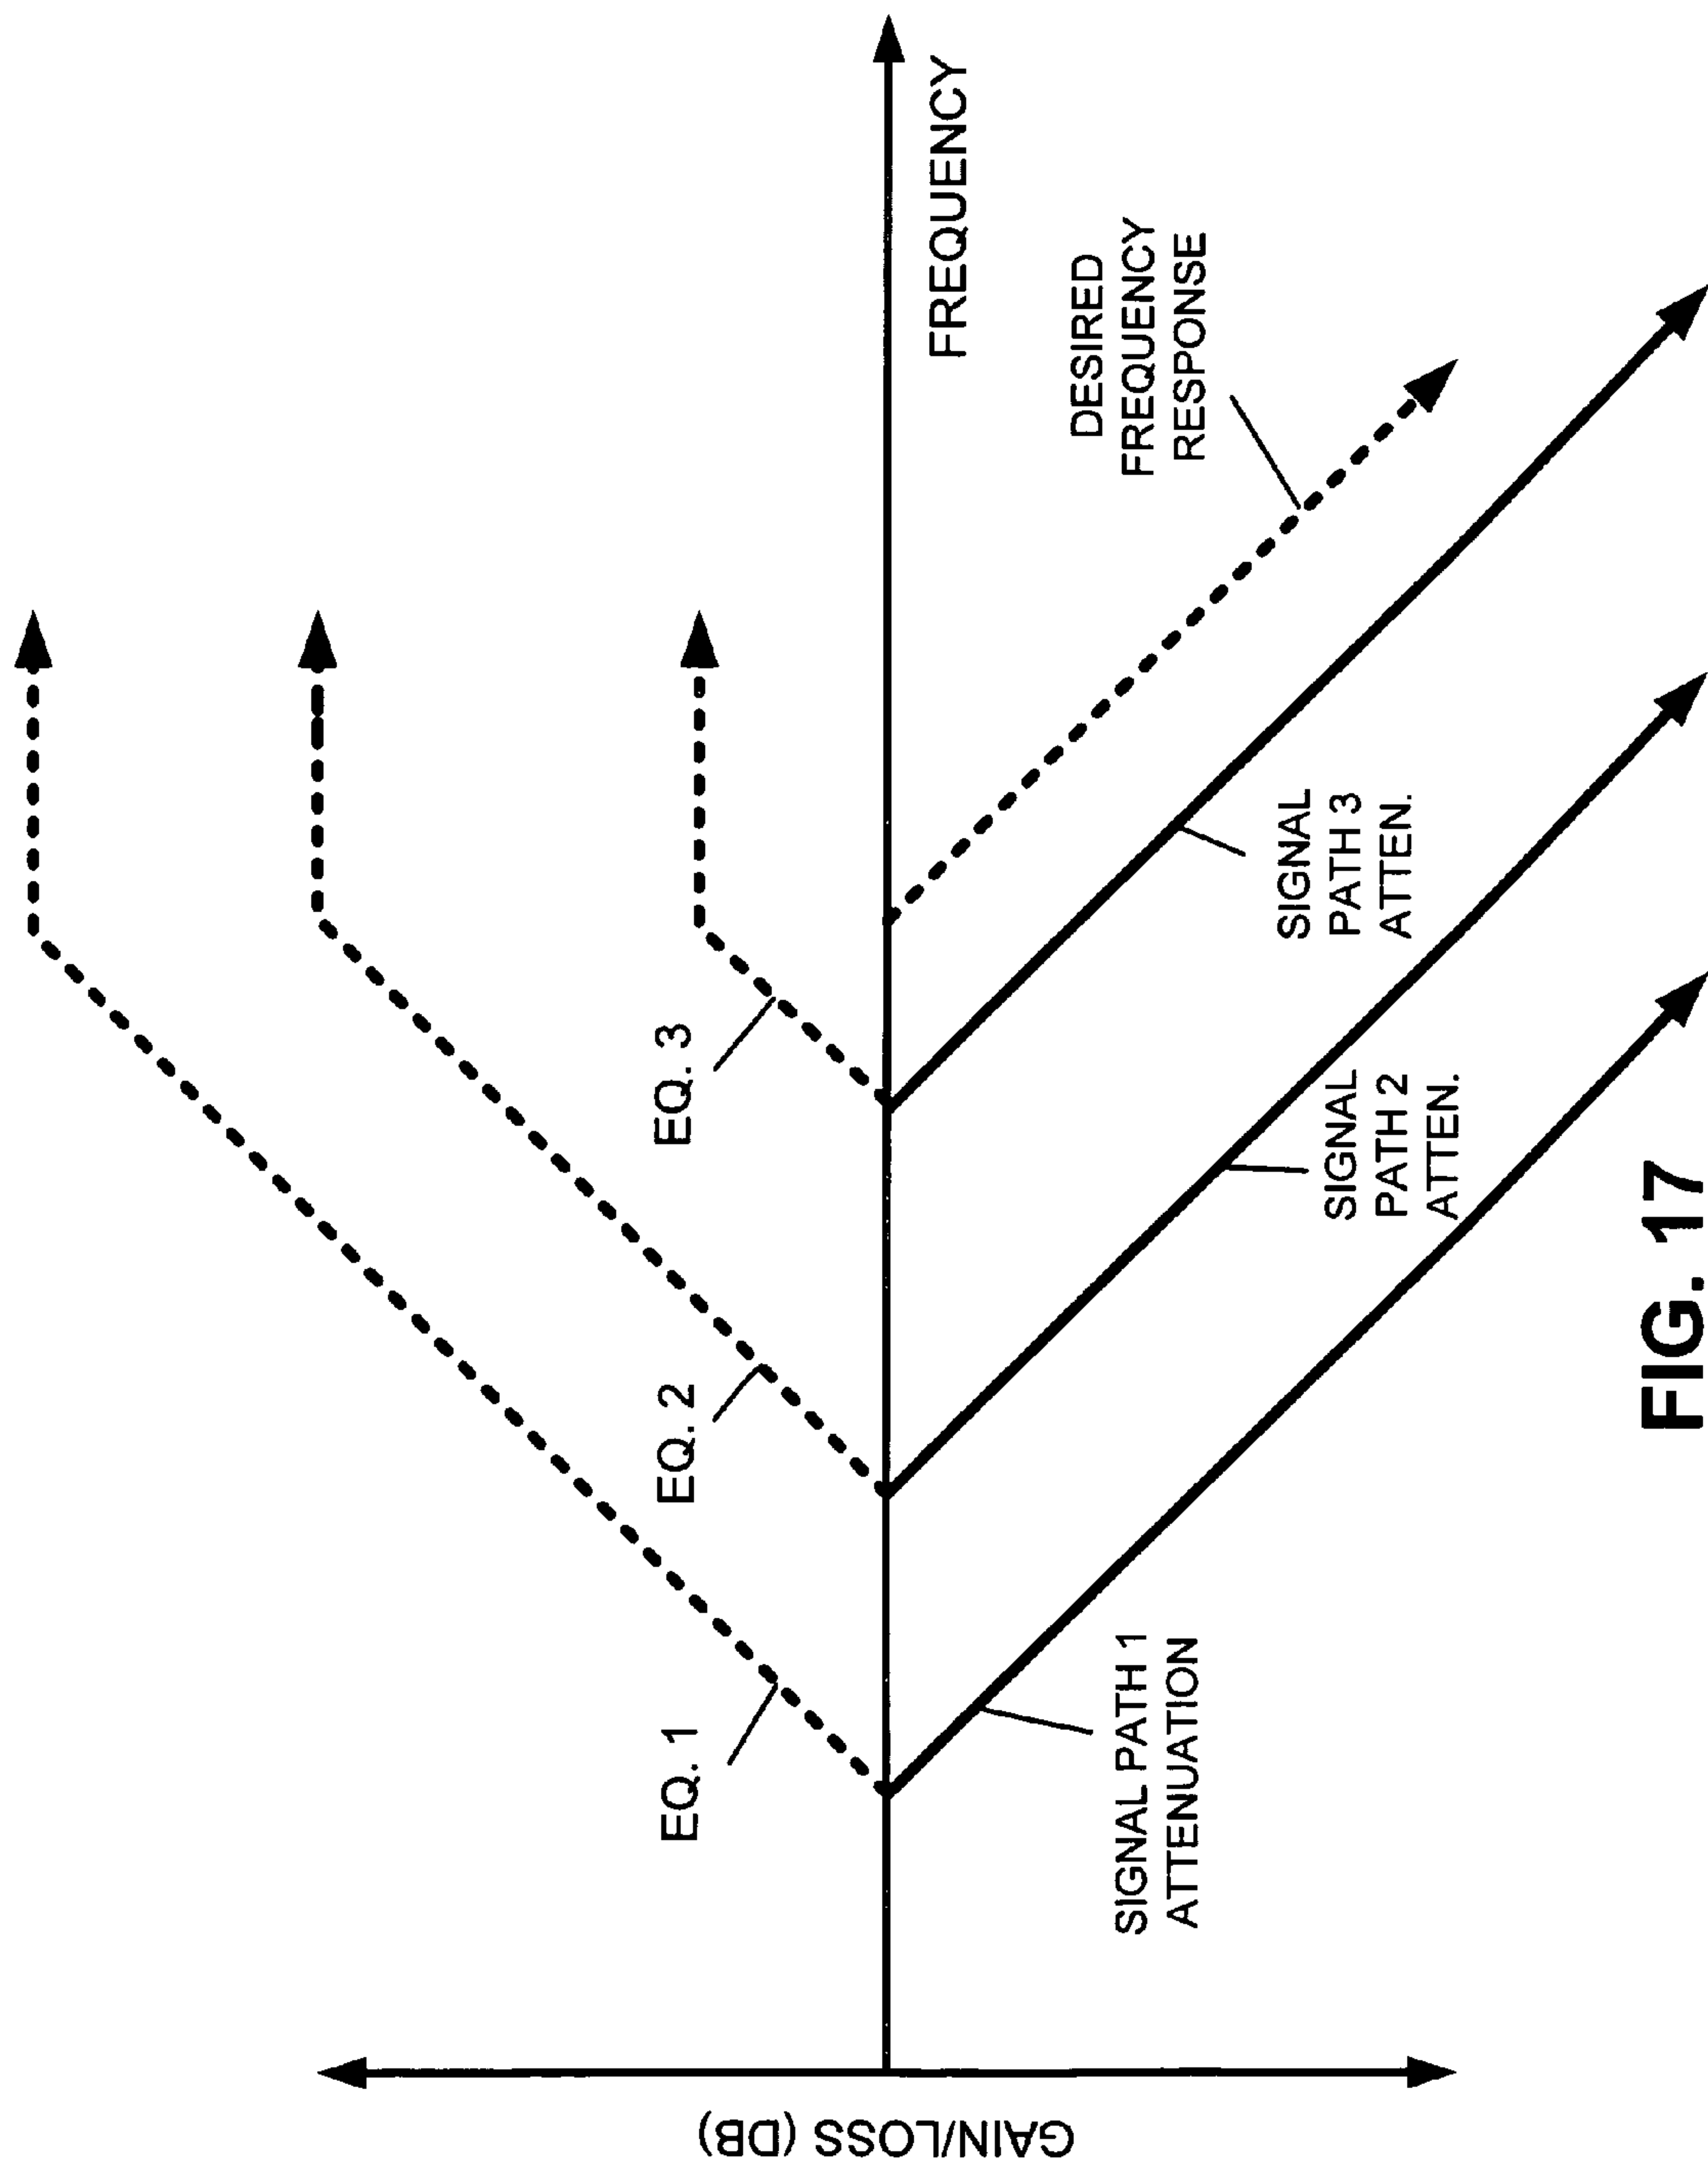 GAIN/LOSS (DB)
EQ. 1
EQ. 2
EQ. 3
FREQUENCY
DESIRED
FREQUENCY
RESPONSE
SIGNAL PATH 1
ATTENUATION
SIGNAL
PATH 2
ATTEN.
SIGNAL
PATH 3
ATTEN.
FIG. 17